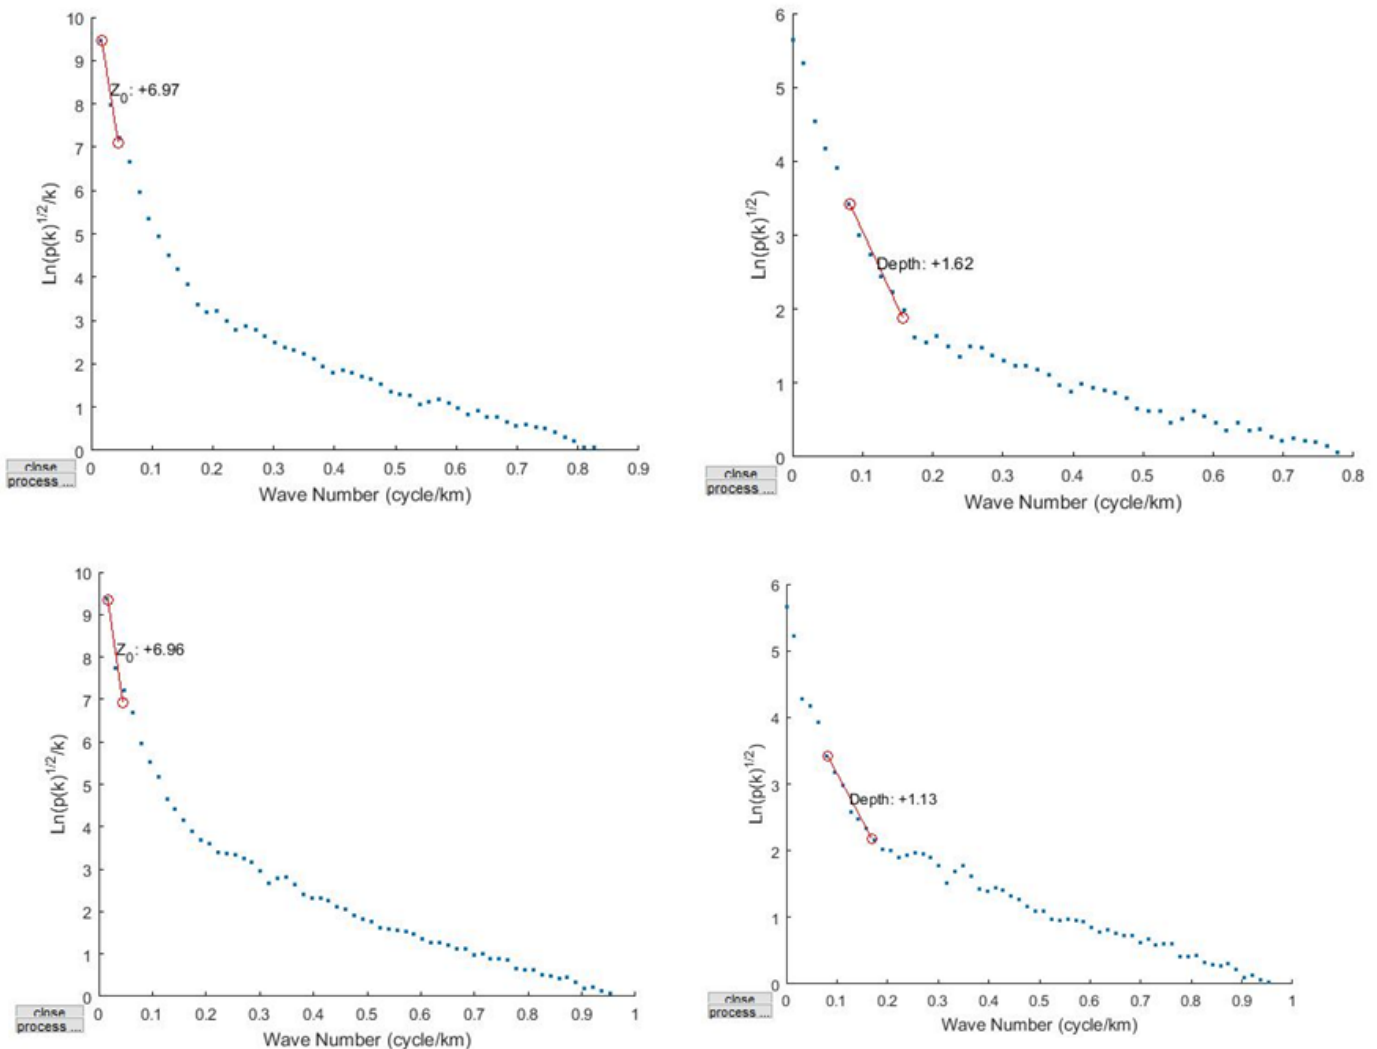 10
9
8
7
6
5
4
3
2
1
0
Ln(p(k)^1/2/k)
Z0: +6.97
0 0.1 0.2 0.3 0.4 0.5 0.6 0.7 0.8 0.9
Wave Number (cycle/km)
close
process ...
6
5
4
3
2
1
0
Ln(p(k)^1/2)
Depth: +1.62
0 0.1 0.2 0.3 0.4 0.5 0.6 0.7 0.8
Wave Number (cycle/km)
close
process ...
10
9
8
7
6
5
4
3
2
1
0
Ln(p(k)^1/2/k)
Z0: +6.96
0 0.1 0.2 0.3 0.4 0.5 0.6 0.7 0.8 0.9 1
Wave Number (cycle/km)
close
process ...
6
5
4
3
2
1
0
Ln(p(k)^1/2)
Depth: +1.13
0 0.1 0.2 0.3 0.4 0.5 0.6 0.7 0.8 0.9 1
Wave Number (cycle/km)
close
process ...